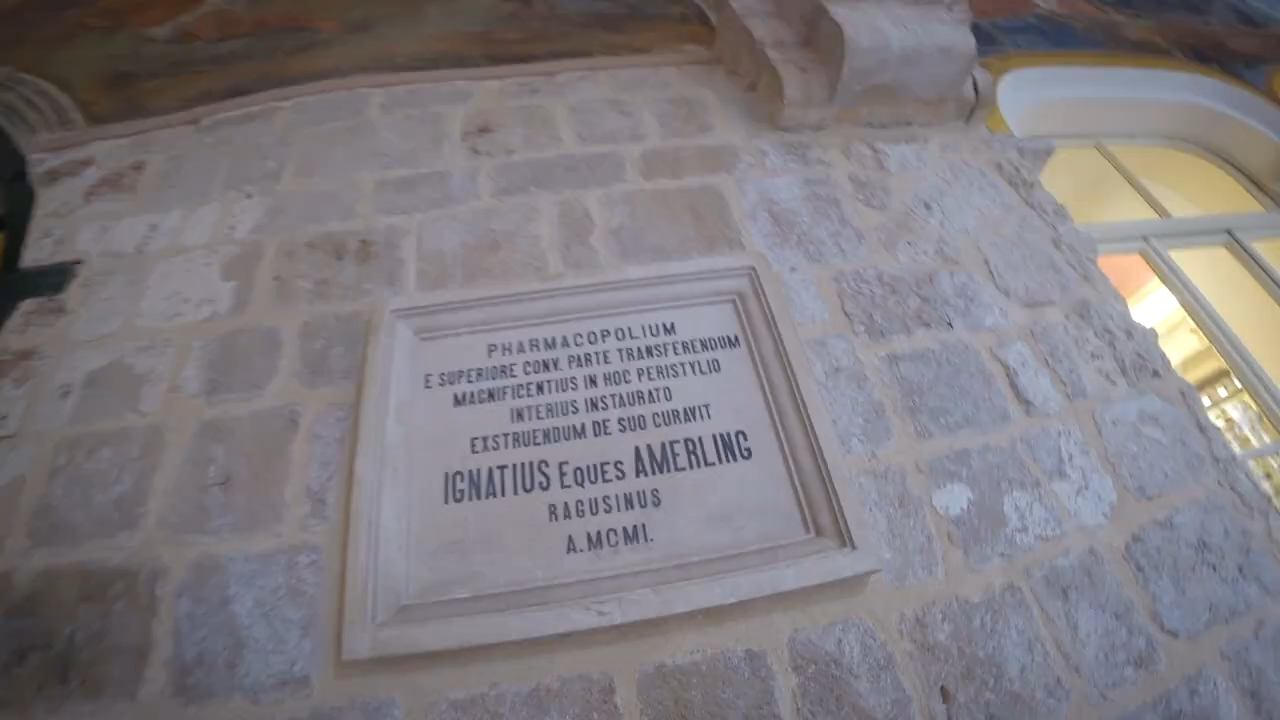 PHARMACOPOLIUM
E SUPERIORE CONV. PARTE TRANSFERENDUM
MAGNIFICENTIUS IN HOC PERISTYLIO
INTERIUS INSTAURATO
EXSTRUENDUM DE SUO CURAVIT
IGNATIUS EQUES AMERLING
RAGUSINUS
A.MCMI.